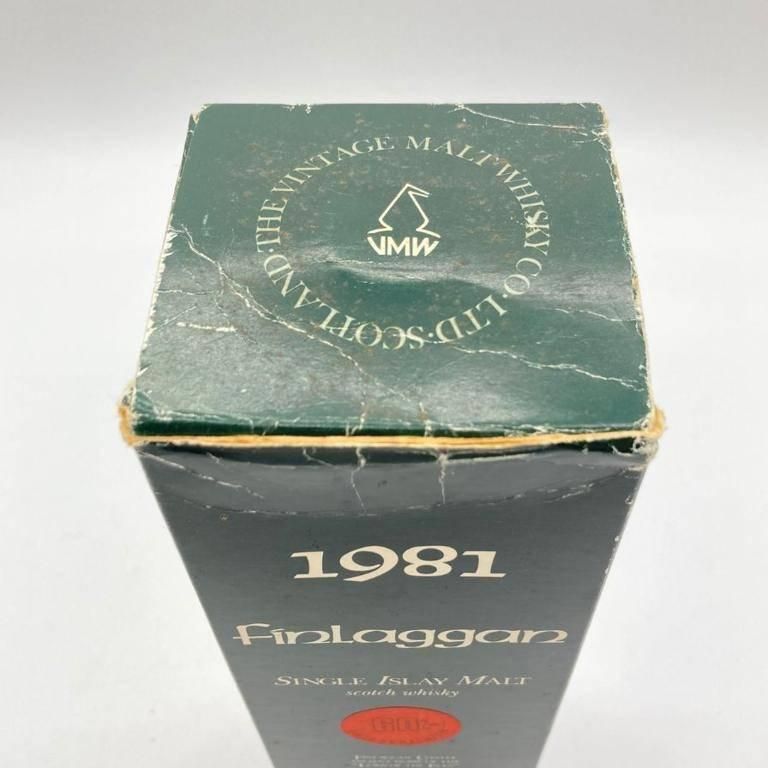 THE VINTAGE MALT WHISKY CO. LTD. SCOTLAND.
VMW
1981
Finlaggan
SINGLE ISLAY MALT
scotch whisky